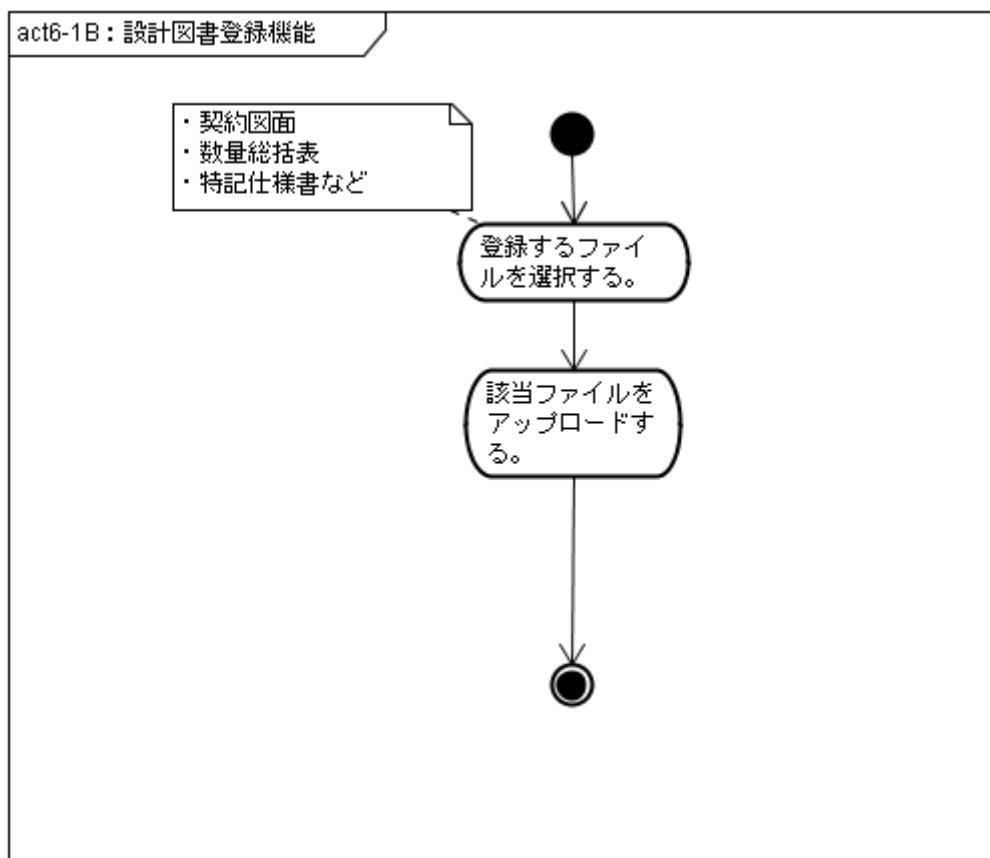 act6-1B：設計図書登録機能
・契約図面
・数量総括表
・特記仕様書など
登録するファイ
ルを選択する。
該当ファイルを
アップロードす
る。